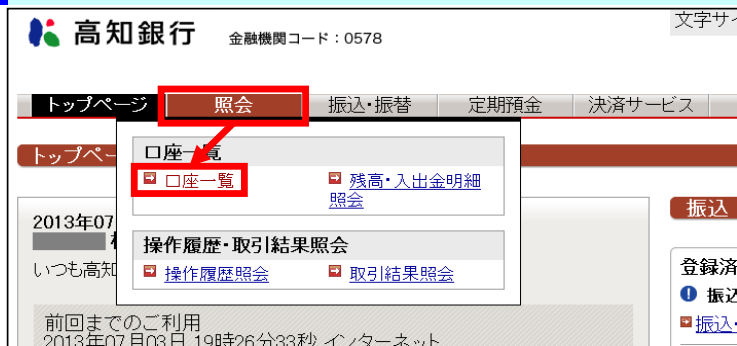 高知銀行 金融機関コード：0578
文字サイ
トップページ 照会 振込・振替 定期預金 決済サービス
トップペー
口座一覧
口座一覧 残高・入出金明細
照会
振込
2013年07
操作履歴・取引結果照会
いつも高知
操作履歴照会 取引結果照会
登録済
振込
振込・
前回までのご利用
2013年07月03日 19時26分33秒 インターネット